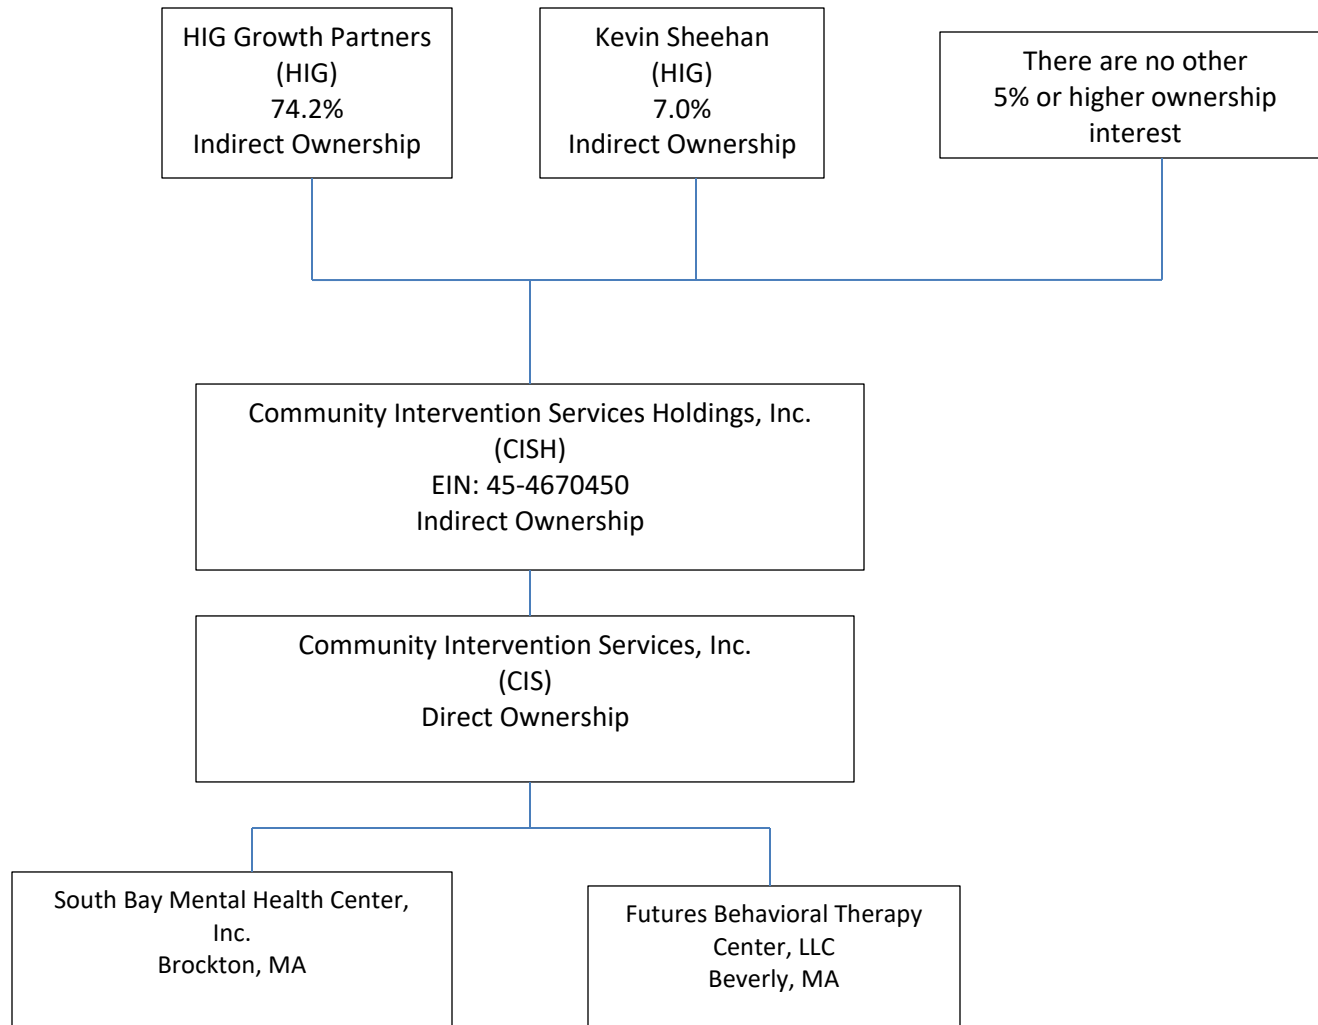 HIG Growth Partners
(HIG)
74.2%
Indirect Ownership
Kevin Sheehan
(HIG)
7.0%
Indirect Ownership
There are no other
5% or higher ownership
interest
Community Intervention Services Holdings, Inc.
(CISH)
EIN: 45-4670450
Indirect Ownership
Community Intervention Services, Inc.
(CIS)
Direct Ownership
South Bay Mental Health Center,
Inc.
Brockton, MA
Futures Behavioral Therapy
Center, LLC
Beverly, MA